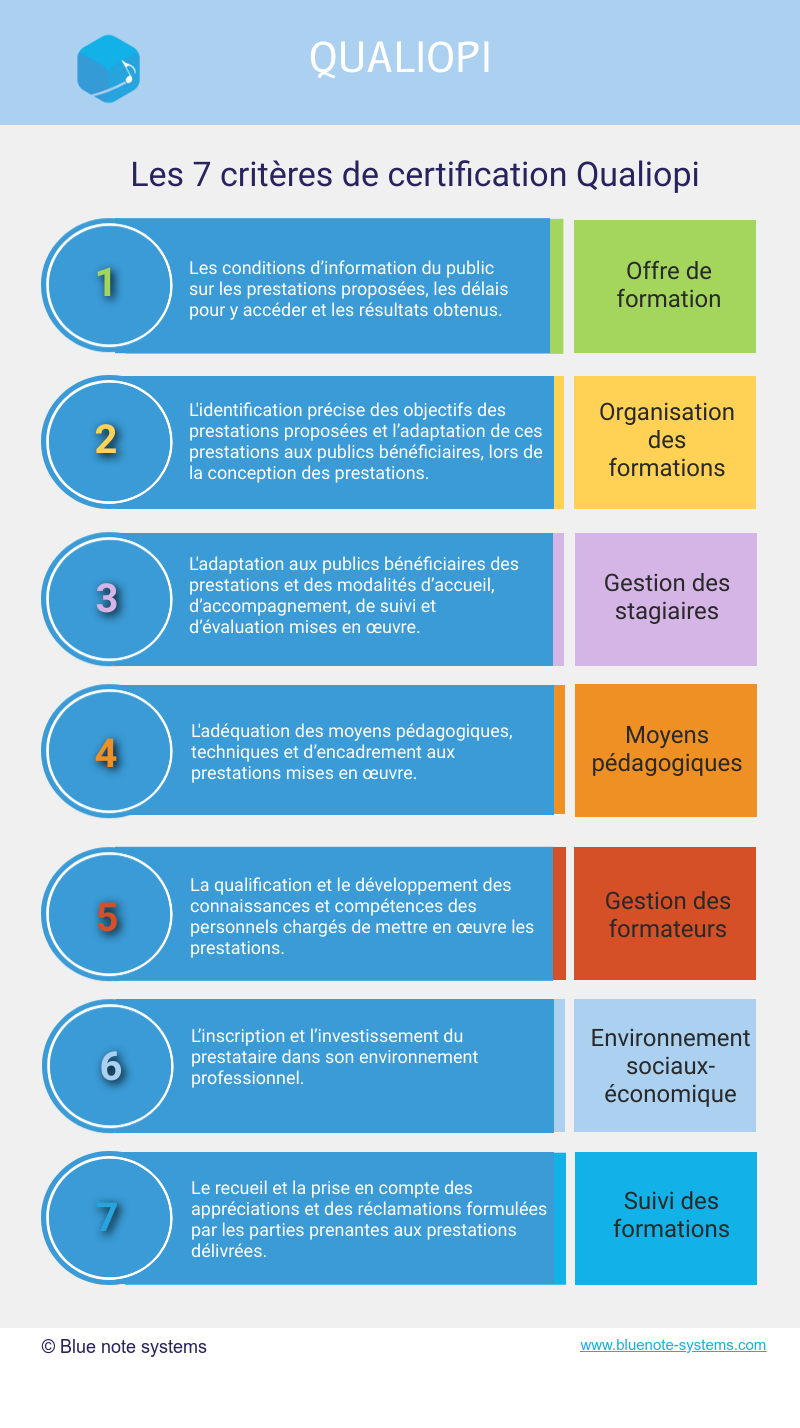 QUALIOPI
Les 7 critères de certification Qualiopi
1
Les conditions d’information du public
sur les prestations proposées, les délais
pour y accéder et les résultats obtenus.
Offre de
formation
2
L'identification précise des objectifs des
prestations proposées et l’adaptation de ces
prestations aux publics bénéficiaires, lors de
la conception des prestations.
Organisation
des
formations
3
L'adaptation aux publics bénéficiaires des
prestations et des modalités d’accueil,
d’accompagnement, de suivi et
d’évaluation mises en œuvre.
Gestion des
stagiaires
4
L'adéquation des moyens pédagogiques,
techniques et d’encadrement aux
prestations mises en œuvre.
Moyens
pédagogiques
5
La qualification et le développement des
connaissances et compétences des
personnels chargés de mettre en œuvre les
prestations.
Gestion des
formateurs
6
L’inscription et l’investissement du
prestataire dans son environnement
professionnel.
Environnement
sociaux-
économique
7
Le recueil et la prise en compte des
appréciations et des réclamations formulées
par les parties prenantes aux prestations
délivrées.
Suivi des
formations
© Blue note systems
www.bluenote-systems.com